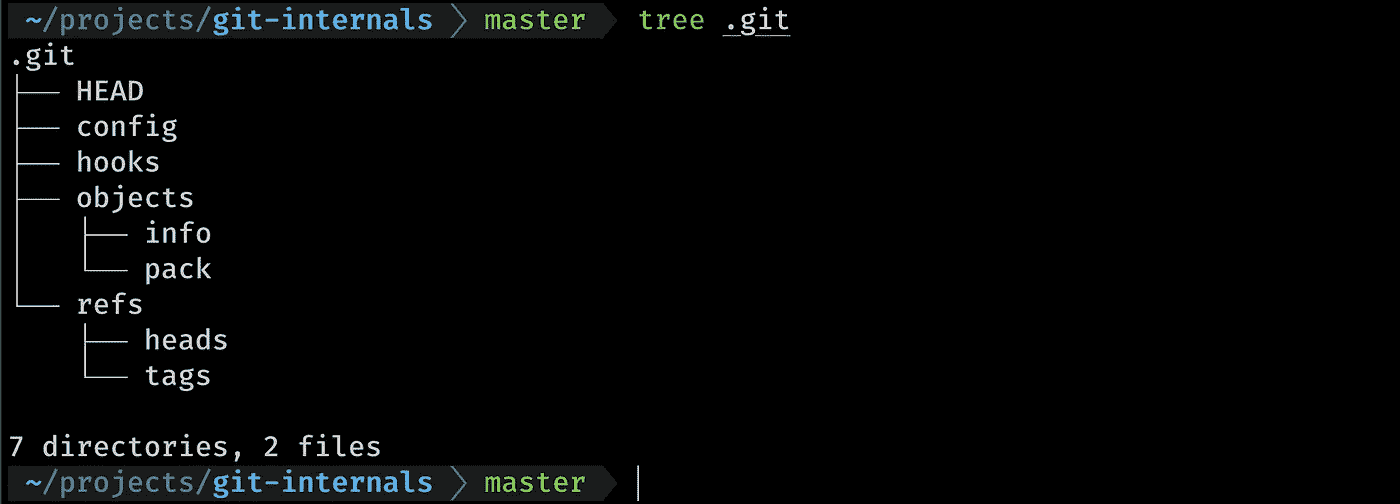 ~/projects/git-internals master tree .git
.git
├── HEAD
├── config
├── hooks
├── objects
│   ├── info
│   └── pack
└── refs
    ├── heads
    └── tags
7 directories, 2 files
~/projects/git-internals master